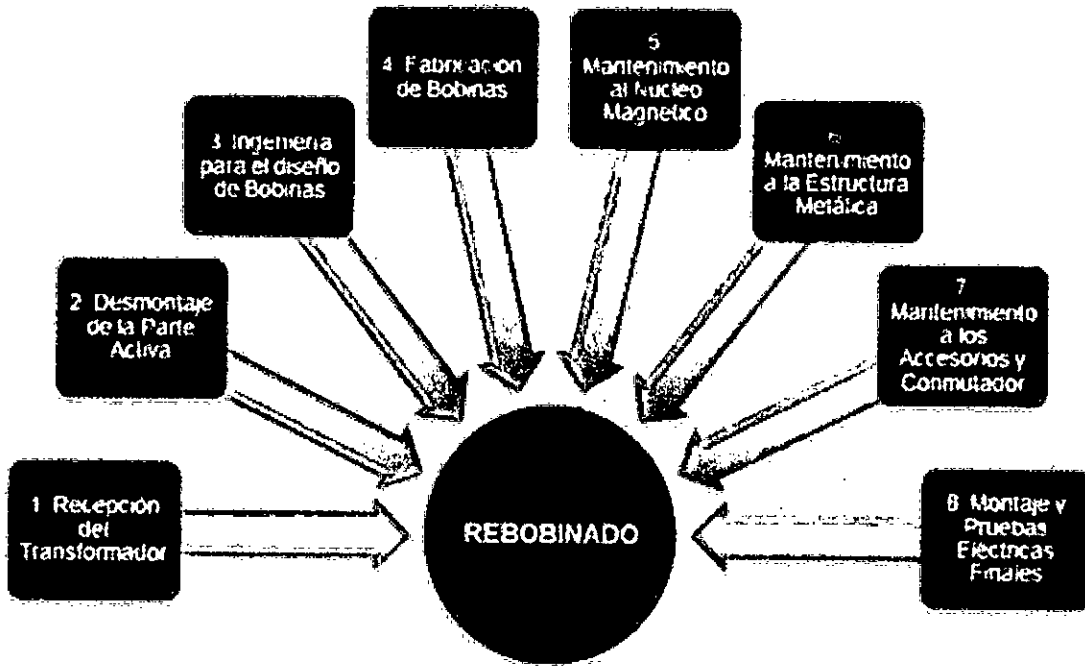 1 Recepción
del
Transformador
2 Desmontaje
de la Parte
Activa
3 Ingeniería
para el diseño
de Bobinas
4 Fabricación
de Bobinas
5
Mantenimiento
al Núcleo
Magnético
6
Mantenimiento
a la Estructura
Metálica
7
Mantenimiento
a los
Accesorios y
Conmutador
8 Montaje y
Pruebas
Eléctricas
Finales
REBOBINADO